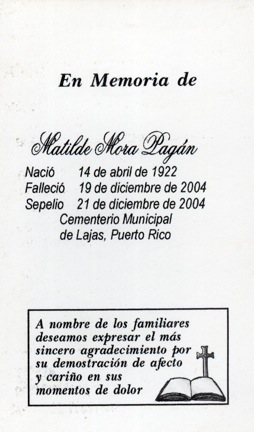 En Memoria de
Matilde Mora Pagán
Nació 14 de abril de 1922
Falleció 19 de diciembre de 2004
Sepelio 21 de diciembre de 2004
Cementerio Municipal
de Lajas, Puerto Rico
A nombre de los familiares
deseamos expresar el más
sincero agradecimiento por
su demostración de afecto
y cariño en sus
momentos de dolor